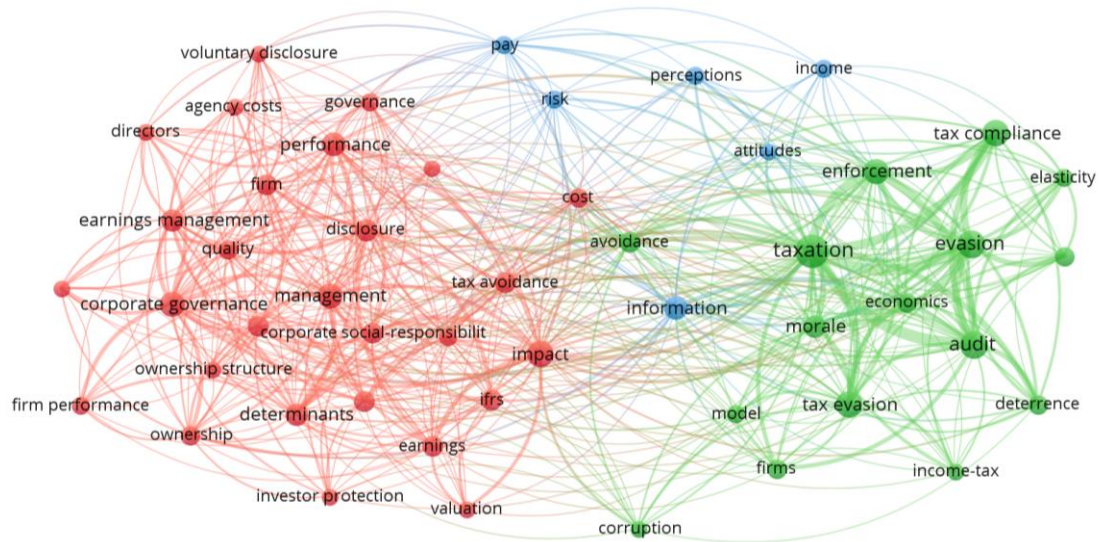 pay
voluntary disclosure
perceptions
income
risk
agency costs
governance
directors
tax compliance
performance
attitudes
enforcement
elasticity
firm
cost
earnings management
disclosure
quality
avoidance
taxation
evasion
tax avoidance
corporate governance
management
information
economics
corporate social-responsibilit
morale
impact
audit
ownership structure
firm performance
determinants
ifrs
model
tax evasion
deterrence
ownership
earnings
firms
income-tax
investor protection
valuation
corruption